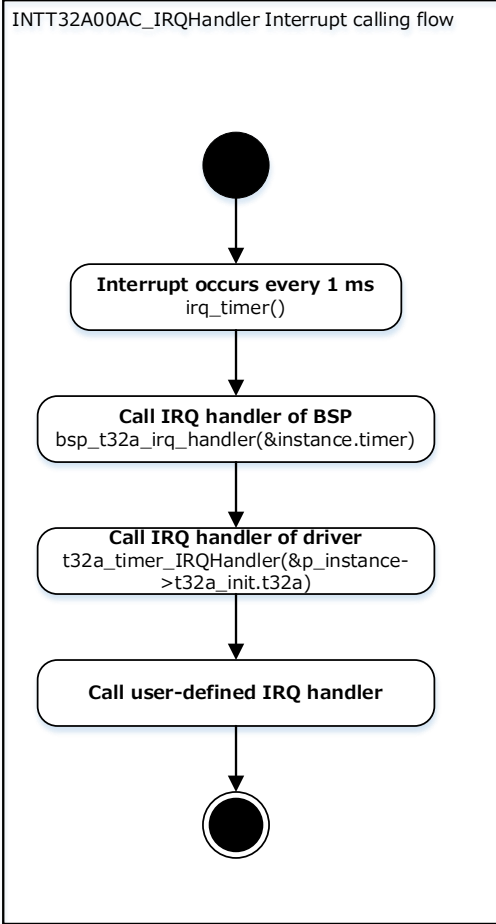 INTT32A00AC_IRQHandler Interrupt calling flow
Interrupt occurs every 1 ms
irq_timer()
Call IRQ handler of BSP
bsp_t32a_irq_handler(&instance.timer)
Call IRQ handler of driver
t32a_timer_IRQHandler(&p_instance-
>t32a_init.t32a)
Call user-defined IRQ handler